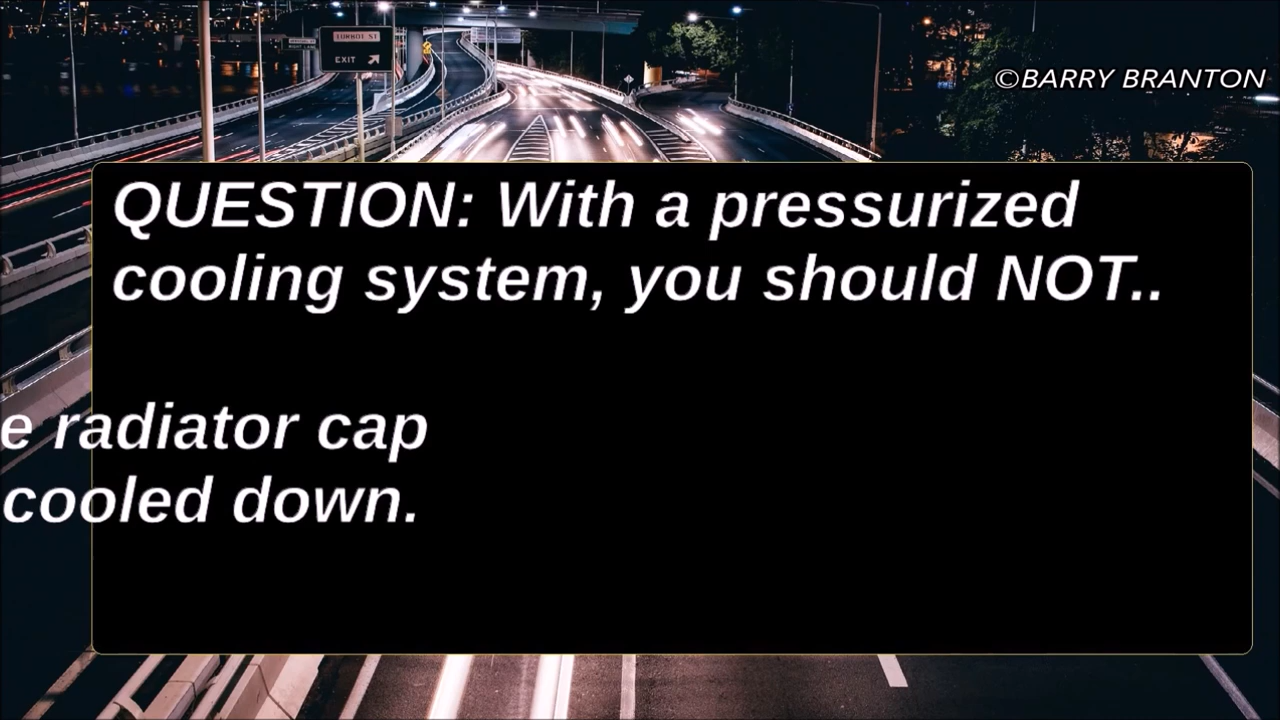 EXIT
©BARRY BRANTON
QUESTION: With a pressurized
cooling system, you should NOT..
e radiator cap
cooled down.